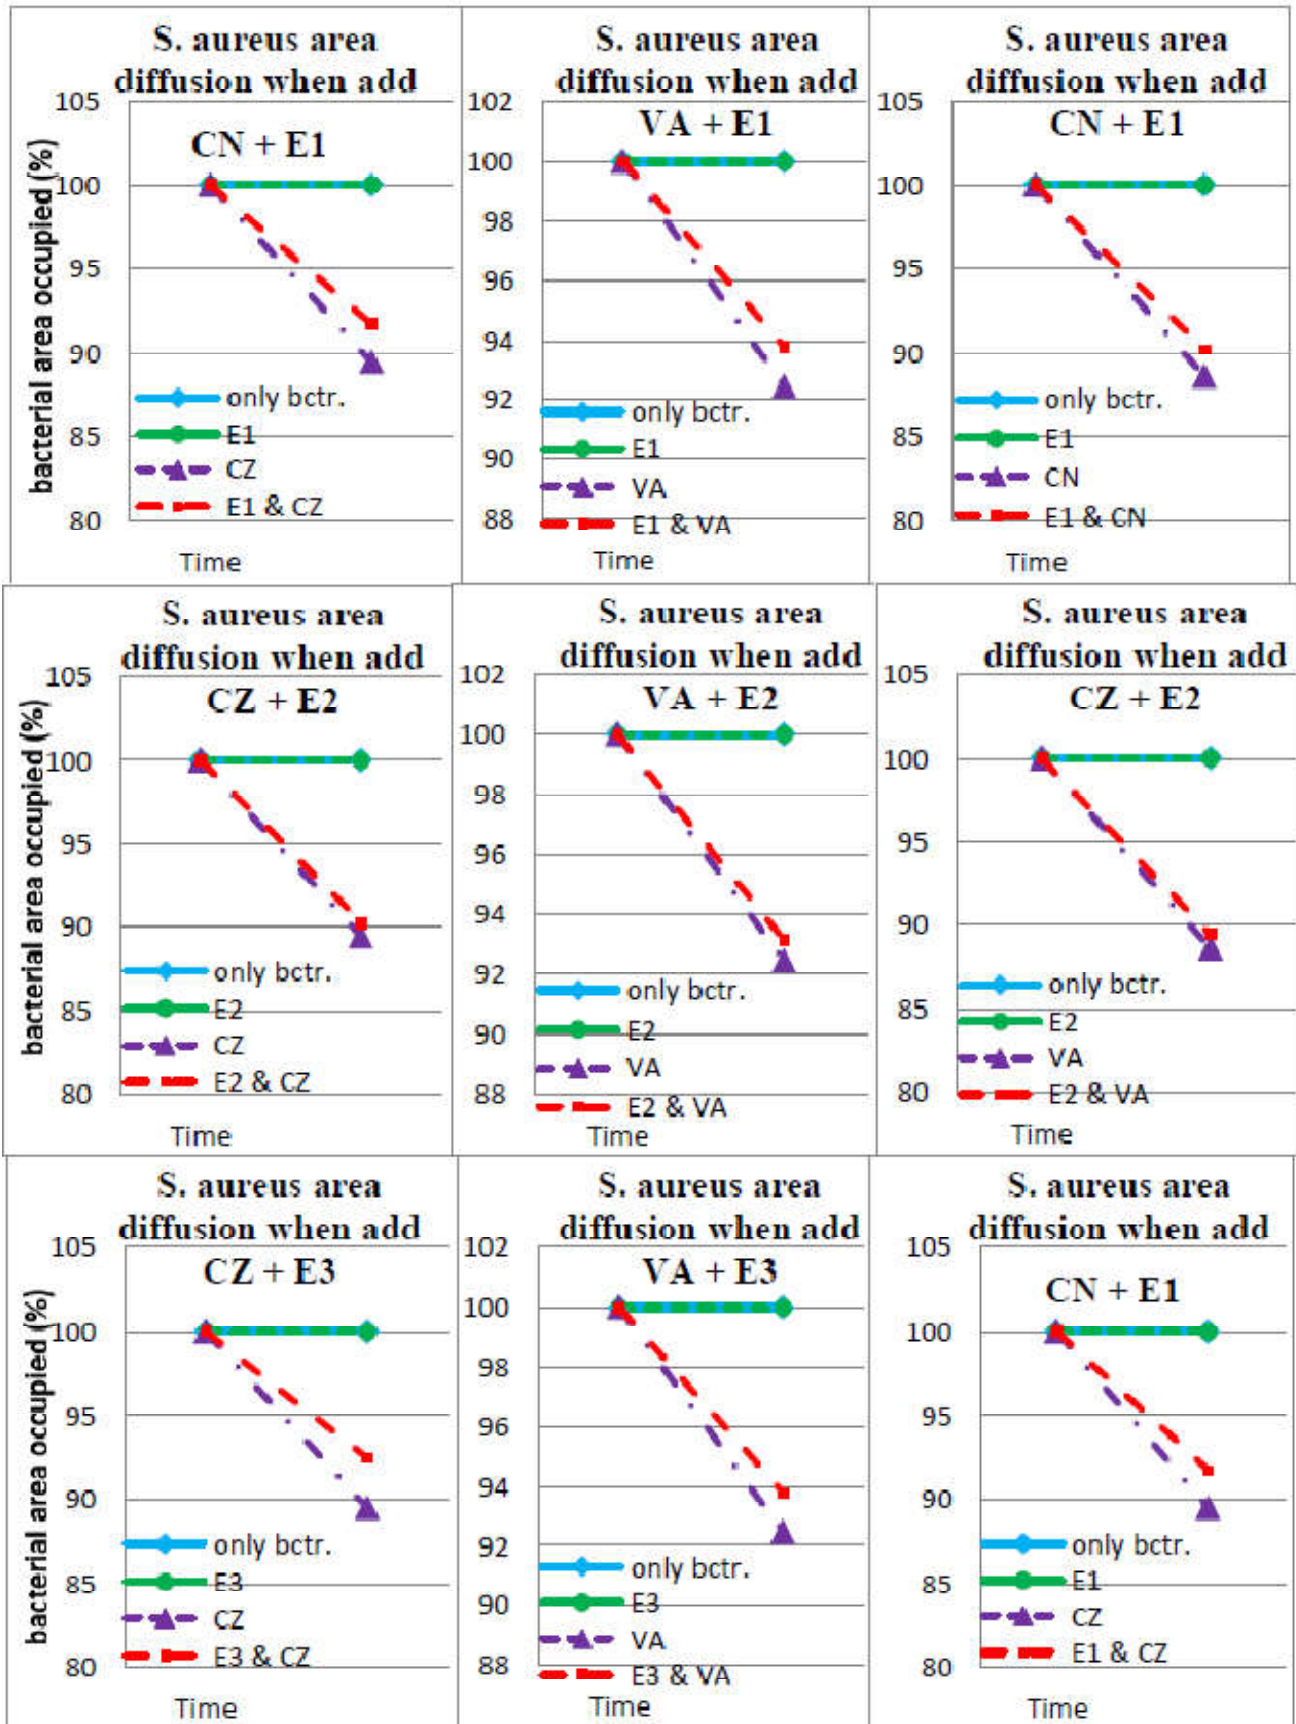 S. aureus area
diffusion when add
CN + E1
105
100
95
90
85
80
bacterial area occupied (%)
only bctr.
E1
CZ
E1 & CZ
Time
S. aureus area
diffusion when add
VA + E1
102
100
98
96
94
92
90
88
only bctr.
E1
VA
E1 & VA
Time
S. aureus area
diffusion when add
CN + E1
105
100
95
90
85
80
only bctr.
E1
CN
E1 & CN
Time
S. aureus area
diffusion when add
CZ + E2
105
100
95
90
85
80
bacterial area occupied (%)
only bctr.
E2
CZ
E2 & CZ
Time
S. aureus area
diffusion when add
VA + E2
102
100
98
96
94
92
90
88
only bctr.
E2
VA
E2 & VA
Time
S. aureus area
diffusion when add
CZ + E2
105
100
95
90
85
80
only bctr.
E2
VA
E2 & VA
Time
S. aureus area
diffusion when add
CZ + E3
105
100
95
90
85
80
bacterial area occupied (%)
only bctr.
E3
CZ
E3 & CZ
Time
S. aureus area
diffusion when add
VA + E3
102
100
98
96
94
92
90
88
only bctr.
E3
VA
E3 & VA
Time
S. aureus area
diffusion when add
CN + E1
105
100
95
90
85
80
only bctr.
E1
CZ
E1 & CZ
Time